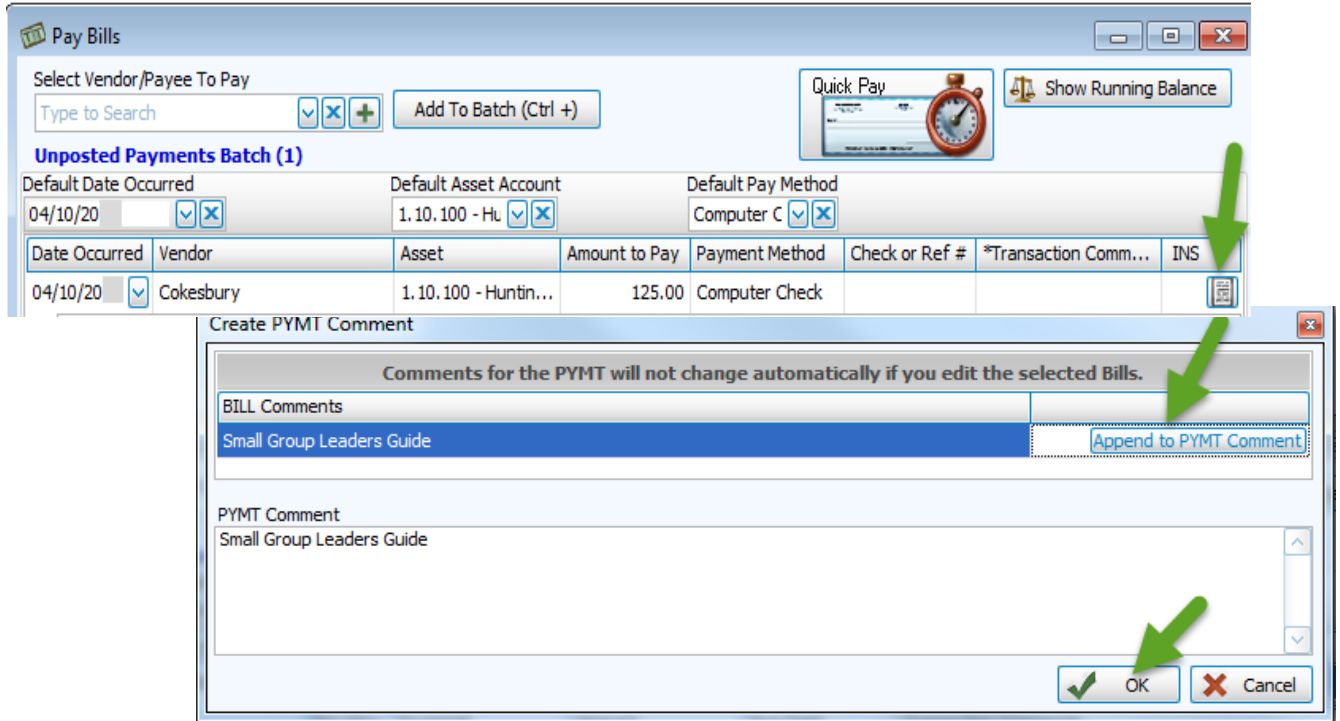 Pay Bills
Select Vendor/Payee To Pay
Type to Search
Add To Batch (Ctrl +)
Quick Pay
Show Running Balance
Unposted Payments Batch (1)
Default Date Occurred Default Asset Account Default Pay Method
04/10/20 1.10.100 - Hu Computer C
Date Occurred Vendor Asset Amount to Pay Payment Method Check or Ref # *Transaction Comm... INS
04/10/20 Cokesbury 1.10.100 - Huntin... 125.00 Computer Check
Create PYMT Comment
Comments for the PYMT will not change automatically if you edit the selected Bills.
BILL Comments
Small Group Leaders Guide Append to PYMT Comment
PYMT Comment
Small Group Leaders Guide
OK Cancel